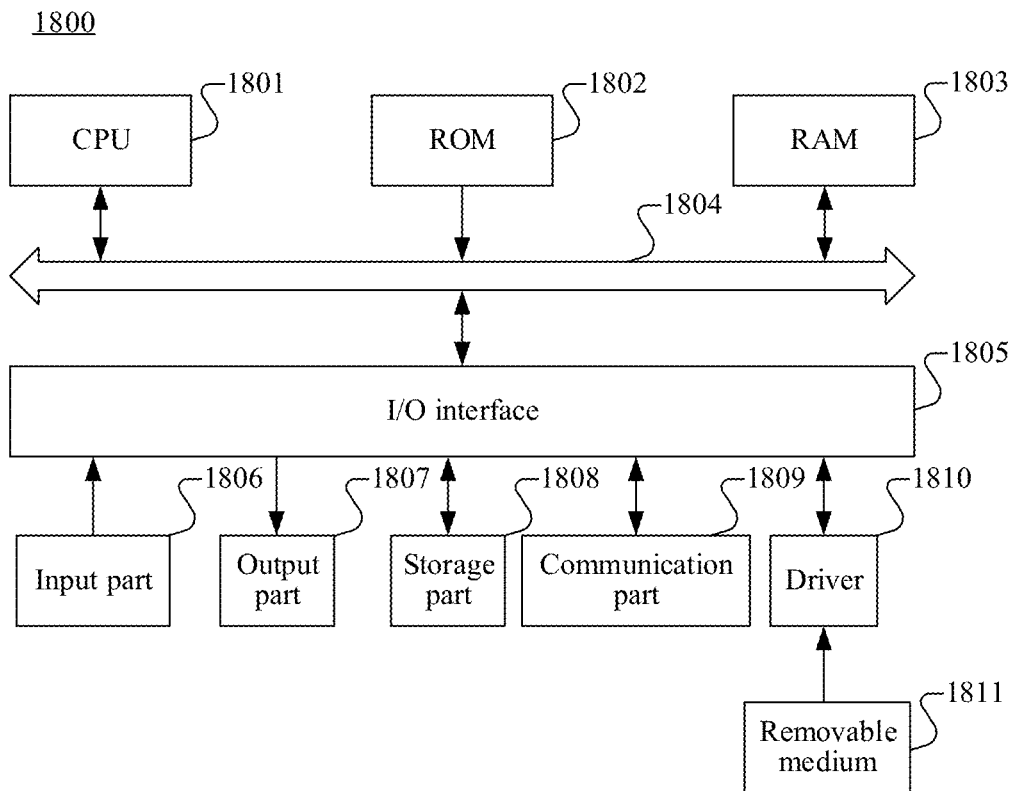 1800
1801
1802
1803
CPU
ROM
RAM
1804
1805
I/O interface
1806
1807
1808
1809
1810
Input part
Output
part
Storage
part
Communication
part
Driver
1811
Removable
medium